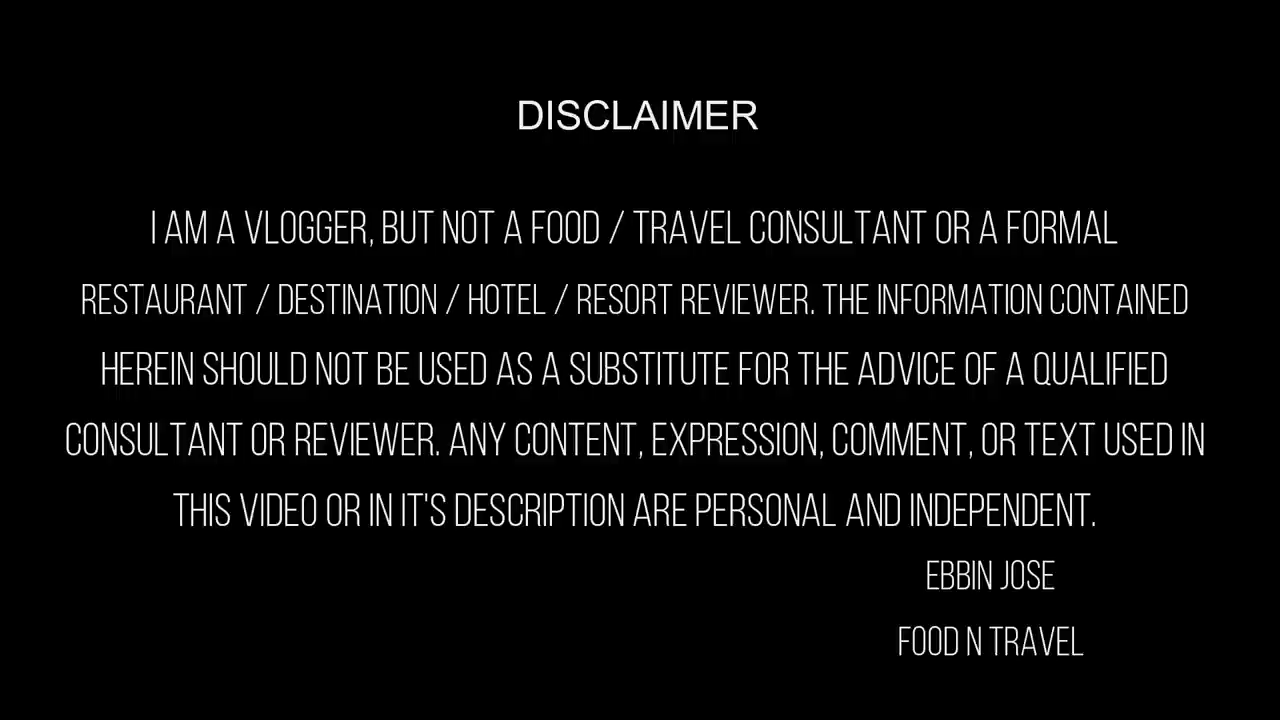 DISCLAIMER
I AM A VLOGGER, BUT NOT A FOOD / TRAVEL CONSULTANT OR A FORMAL
RESTAURANT / DESTINATION / HOTEL / RESORT REVIEWER. THE INFORMATION CONTAINED
HEREIN SHOULD NOT BE USED AS A SUBSTITUTE FOR THE ADVICE OF A QUALIFIED
CONSULTANT OR REVIEWER. ANY CONTENT, EXPRESSION, COMMENT, OR TEXT USED IN
THIS VIDEO OR IN IT'S DESCRIPTION ARE PERSONAL AND INDEPENDENT.
EBBIN JOSE
FOOD N TRAVEL